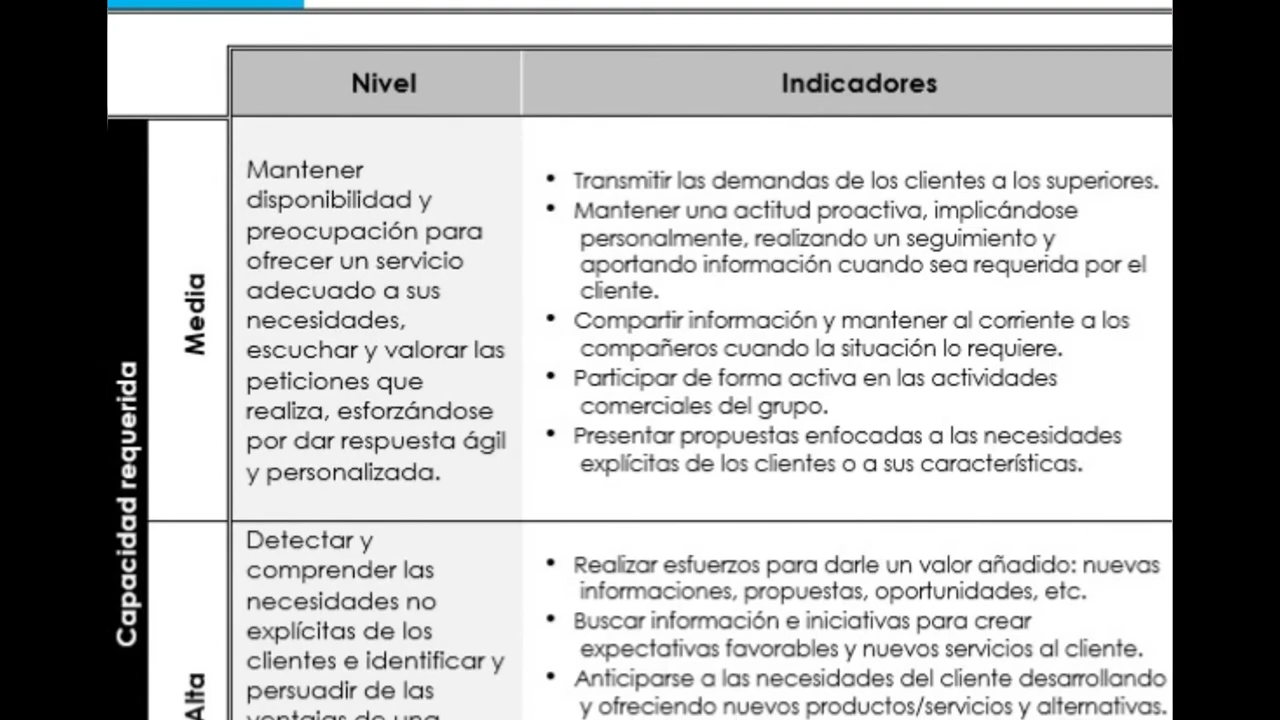 Nivel
Indicadores
Capacidad requerida
Media
Mantener
disponibilidad y
preocupación para
ofrecer un servicio
adecuado a sus
necesidades,
escuchar y valorar las
peticiones que
realiza, esforzándose
por dar respuesta ágil
y personalizada.
• Transmitir las demandas de los clientes a los superiores.
• Mantener una actitud proactiva, implicándose
personalmente, realizando un seguimiento y
aportando información cuando sea requerida por el
cliente.
• Compartir información y mantener al corriente a los
compañeros cuando la situación lo requiere.
• Participar de forma activa en las actividades
comerciales del grupo.
• Presentar propuestas enfocadas a las necesidades
explícitas de los clientes o a sus características.
Alta
Detectar y
comprender las
necesidades no
explícitas de los
clientes e identificar y
persuadir de las
ventajas de una
• Realizar esfuerzos para darle un valor añadido: nuevas
informaciones, propuestas, oportunidades, etc.
• Buscar información e iniciativas para crear
expectativas favorables y nuevos servicios al cliente.
• Anticiparse a las necesidades del cliente desarrollando
y ofreciendo nuevos productos/servicios y alternativas.